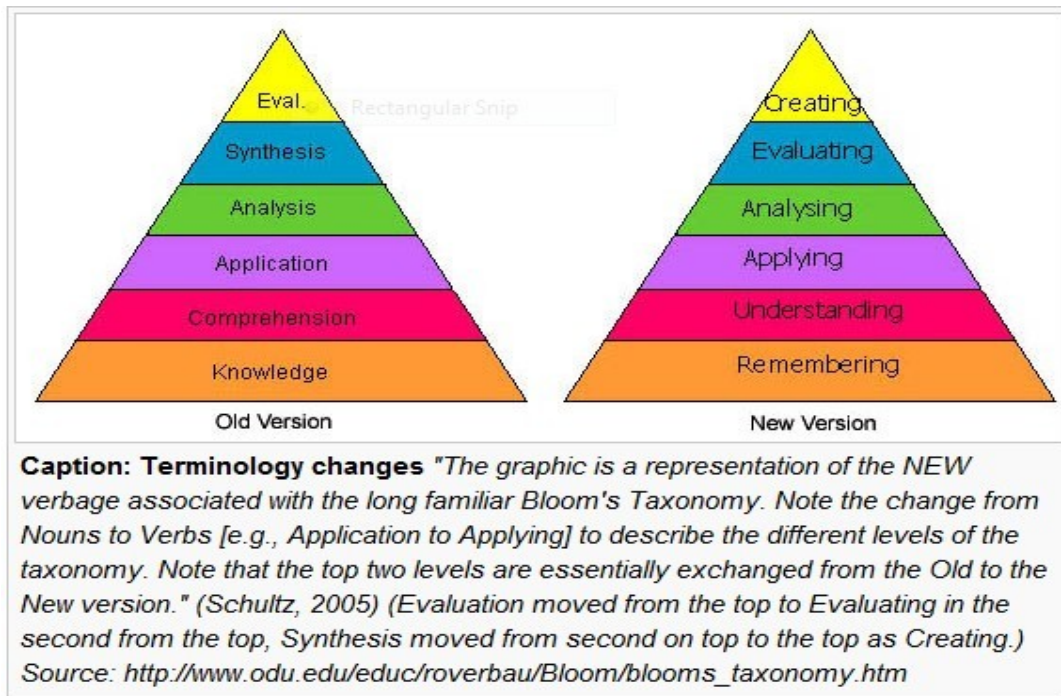 Eval.
Rectangular Snip
Synthesis
Analysis
Application
Comprehension
Knowledge
Old Version
Creating
Evaluating
Analysing
Applying
Understanding
Remembering
New Version
Caption: Terminology changes "The graphic is a representation of the NEW
verbage associated with the long familiar Bloom's Taxonomy. Note the change from
Nouns to Verbs [e.g., Application to Applying] to describe the different levels of the
taxonomy. Note that the top two levels are essentially exchanged from the Old to the
New version." (Schultz, 2005) (Evaluation moved from the top to Evaluating in the
second from the top, Synthesis moved from second on top to the top as Creating.)
Source: http://www.odu.edu/educ/roverbau/Bloom/blooms_taxonomy.htm